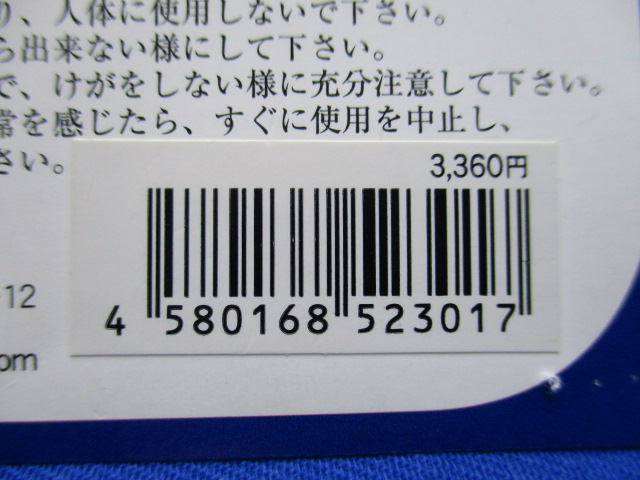 り、人体に使用しないで下さい。
ら出来ない様にして下さい。
で、けがをしない様に充分注意して下さい。
常を感じたら、すぐに使用を中止し、
さい。
3,360円
12
4 580168 523017
om